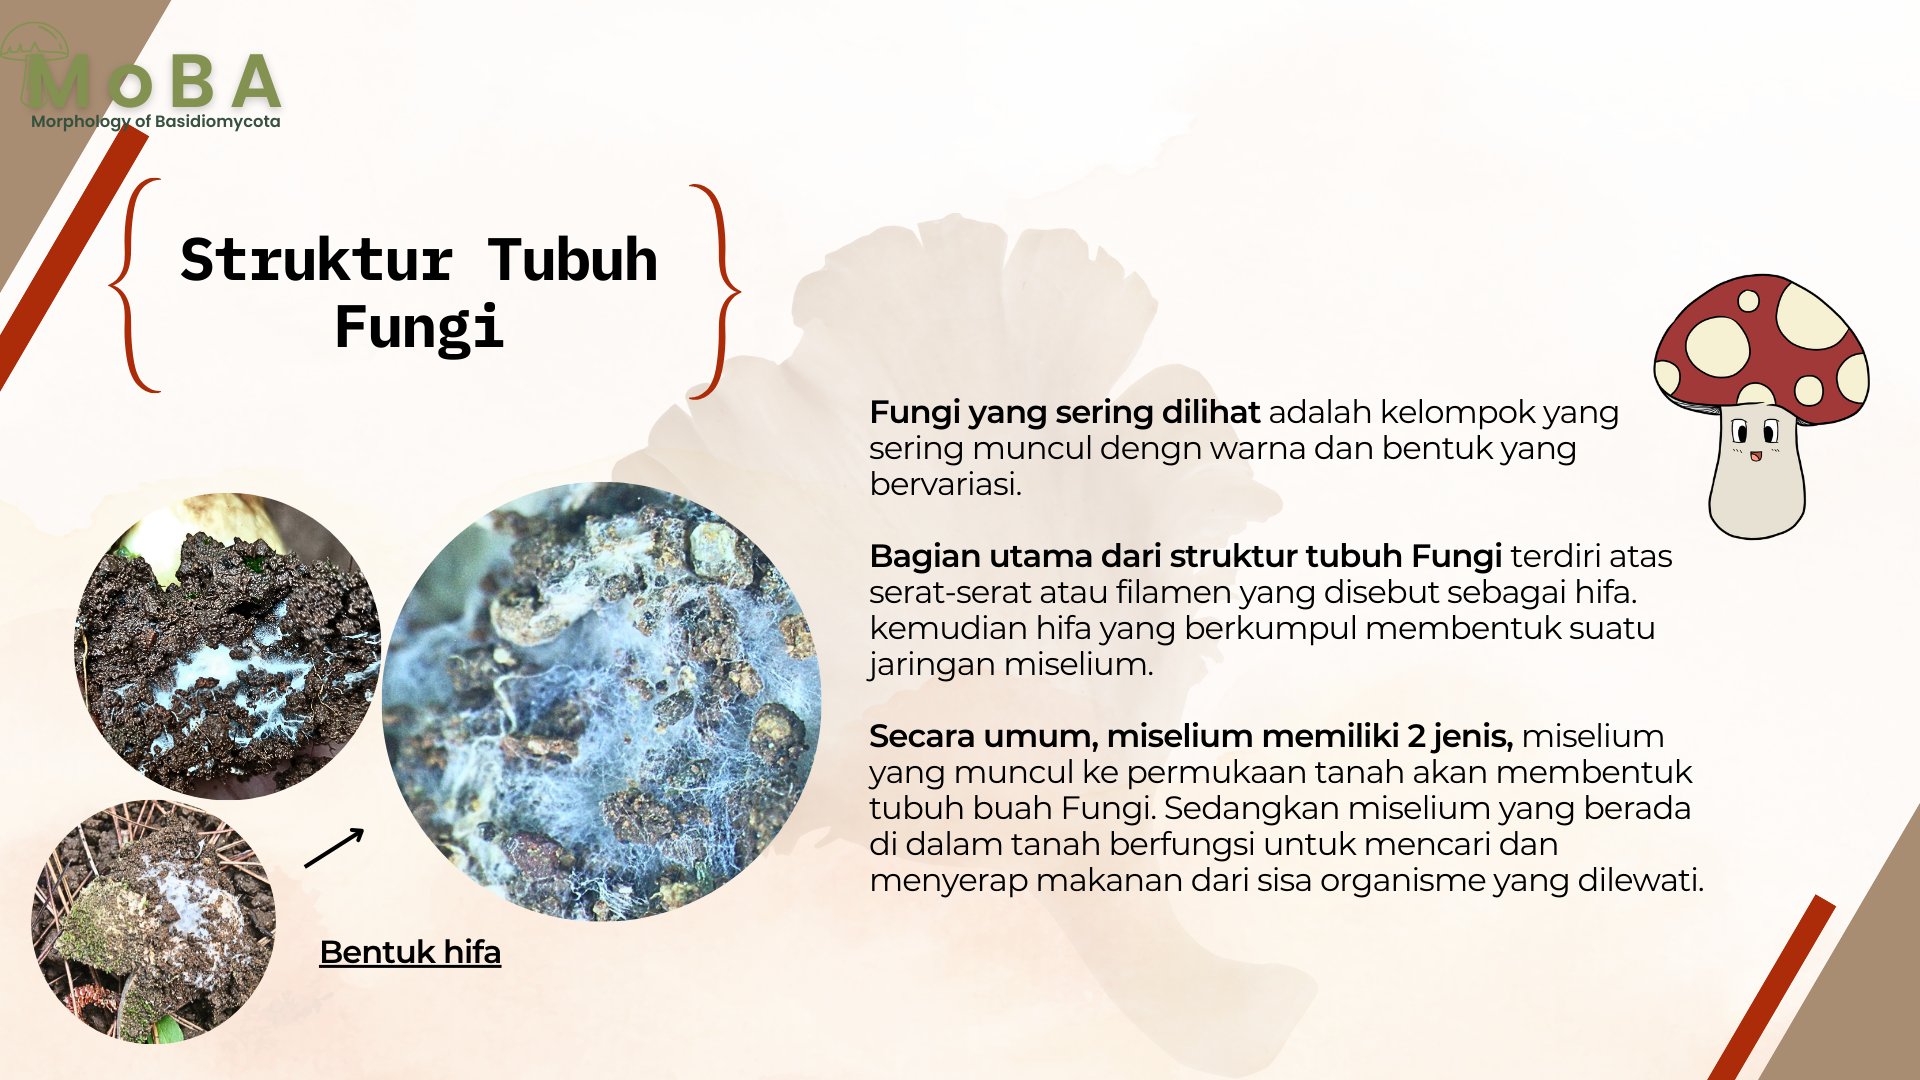 MoBA
Morphology of Basidiomycota
Struktur Tubuh
Fungi
Fungi yang sering dilihat adalah kelompok yang
sering muncul dengn warna dan bentuk yang
bervariasi.
Bagian utama dari struktur tubuh Fungi terdiri atas
serat-serat atau filamen yang disebut sebagai hifa.
kemudian hifa yang berkumpul membentuk suatu
jaringan miselium.
Secara umum, miselium memiliki 2 jenis, miselium
yang muncul ke permukaan tanah akan membentuk
tubuh buah Fungi. Sedangkan miselium yang berada
di dalam tanah berfungsi untuk mencari dan
menyerap makanan dari sisa organisme yang dilewati.
Bentuk hifa